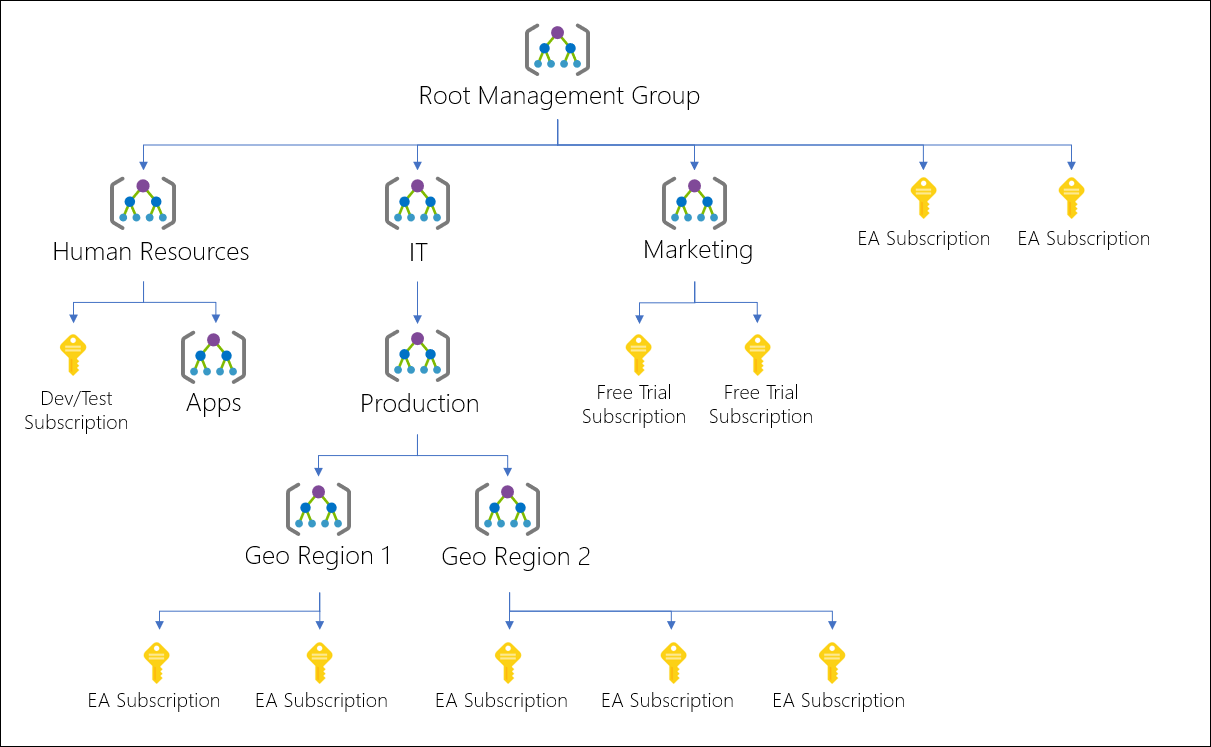 Root Management Group
Human Resources
IT
Marketing
EA Subscription
EA Subscription
Dev/Test
Subscription
Apps
Production
Free Trial
Subscription
Free Trial
Subscription
Geo Region 1
Geo Region 2
EA Subscription
EA Subscription
EA Subscription
EA Subscription
EA Subscription